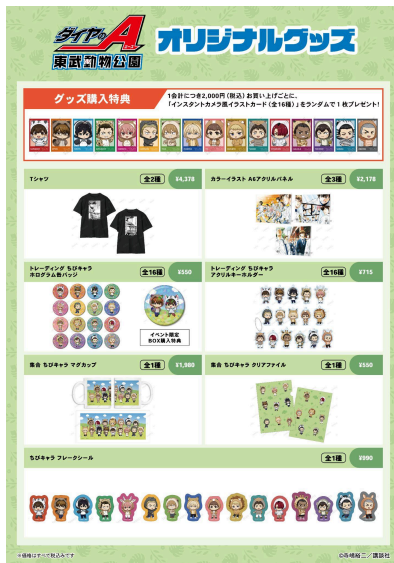 ダイヤのA
東武動物公園
オリジナルグッズ
グッズ購入特典
1会計につき2,000円(税込)お買い上げごとに、
「インスタントカメラ風イラストカード(全16種)」をランダムで1枚プレゼント!
Tシャツ 全2種 ¥4,378
カラーイラスト A6アクリルパネル 全3種 ¥2,178
トレーディング ちびキャラ
ホログラム缶バッジ 全16種 ¥550
イベント限定
BOX購入特典
トレーディング ちびキャラ
アクリルキーホルダー 全16種 ¥715
集合 ちびキャラ マグカップ 全1種 ¥1,980
集合 ちびキャラ クリアファイル 全1種 ¥550
ちびキャラ フレークシール 全1種 ¥990
※価格はすべて税込みです
©寺嶋裕二/講談社